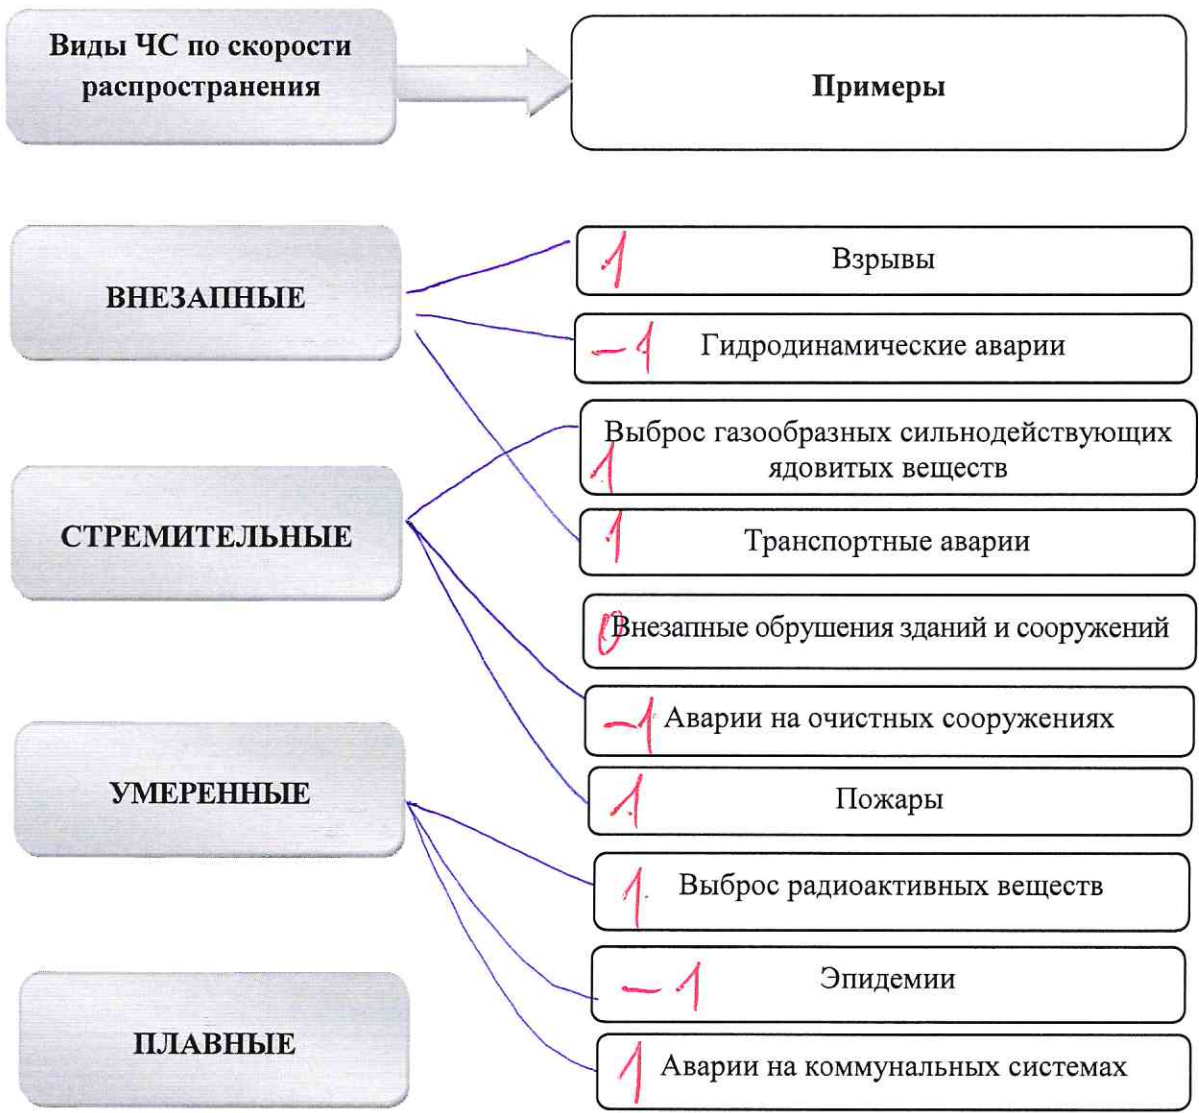 Виды ЧС по скорости
распространения
Примеры
ВНЕЗАПНЫЕ
СТРЕМИТЕЛЬНЫЕ
УМЕРЕННЫЕ
ПЛАВНЫЕ
1 Взрывы
-1 Гидродинамические аварии
Выброс газообразных сильнодействующих
1 ядовитых веществ
1 Транспортные аварии
0 Внезапные обрушения зданий и сооружений
-1 Аварии на очистных сооружениях
1 Пожары
1 Выброс радиоактивных веществ
-1 Эпидемии
1 Аварии на коммунальных системах